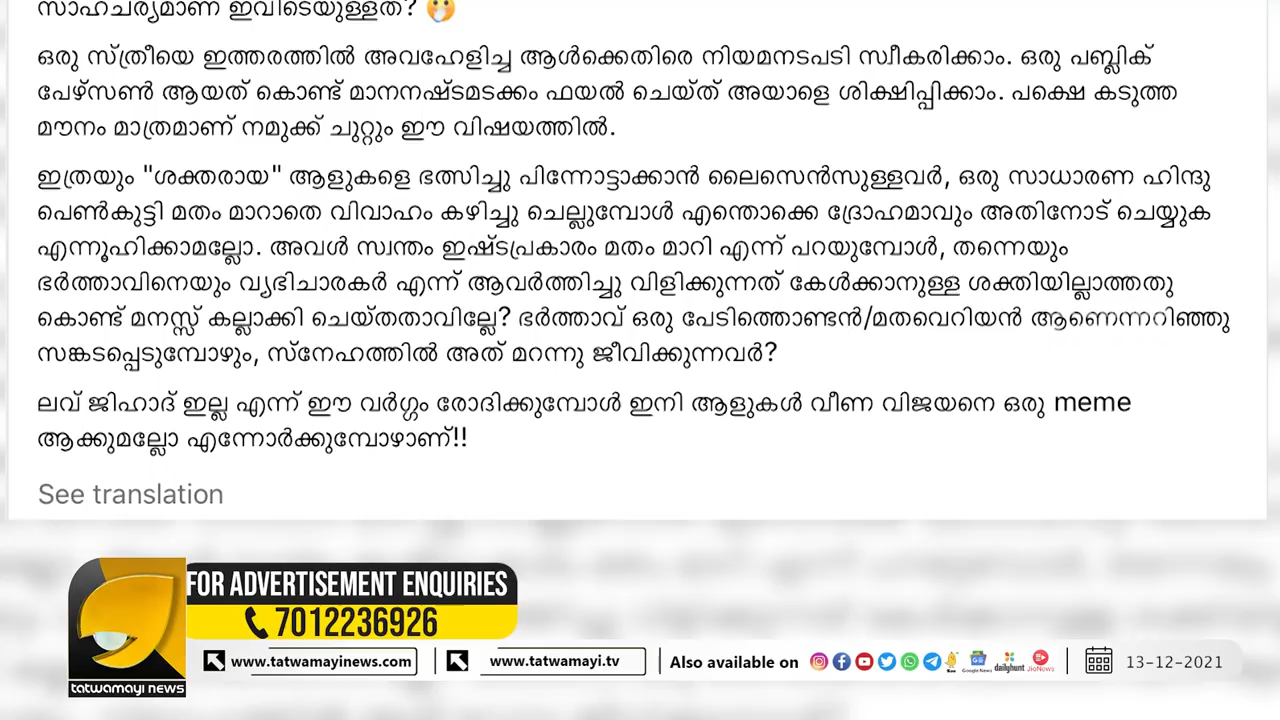 സാഹചര്യമാണ് ഇവിടെയുള്ളത്? 🤭
ഒരു സ്ത്രീയെ ഇത്തരത്തിൽ അവഹേളിച്ച ആൾക്കെതിരെ നിയമനടപടി സ്വീകരിക്കാം. ഒരു പബ്ലിക്
പേഴ്സൺ ആയത് കൊണ്ട് മാനനഷ്ടമടക്കം ഫയൽ ചെയ്ത് അയാളെ ശിക്ഷിപ്പിക്കാം. പക്ഷെ കടുത്ത
മൗനം മാത്രമാണ് നമുക്ക് ചുറ്റും ഈ വിഷയത്തിൽ.
ഇത്രയും "ശക്തരായ" ആളുകളെ ഭത്സിച്ചു പിന്നോട്ടാക്കാൻ ലൈസെൻസുള്ളവർ, ഒരു സാധാരണ ഹിന്ദു
പെൺകുട്ടി മതം മാറാതെ വിവാഹം കഴിച്ചു ചെല്ലുമ്പോൾ എന്തൊക്കെ ദ്രോഹമാവും അതിനോട് ചെയ്യുക
എന്നൂഹിക്കാമല്ലോ. അവൾ സ്വന്തം ഇഷ്ടപ്രകാരം മതം മാറി എന്ന് പറയുമ്പോൾ, തന്നെയും
ഭർത്താവിനെയും വ്യഭിചാരകർ എന്ന് ആവർത്തിച്ചു വിളിക്കുന്നത് കേൾക്കാനുള്ള ശക്തിയില്ലാത്തതു
കൊണ്ട് മനസ്സ് കല്ലാക്കി ചെയ്തതാവില്ലേ? ഭർത്താവ് ഒരു പേടിത്തൊണ്ടൻ/മതവെറിയൻ ആണെന്നറിഞ്ഞു
സങ്കടപ്പെടുമ്പോഴും, സ്നേഹത്തിൽ അത് മറന്നു ജീവിക്കുന്നവർ?
ലവ് ജിഹാദ് ഇല്ല എന്ന് ഈ വർഗ്ഗം രോദിക്കുമ്പോൾ ഇനി ആളുകൾ വീണ വിജയനെ ഒരു meme
ആക്കുമല്ലോ എന്നോർക്കുമ്പോഴാണ്!!
See translation
FOR ADVERTISEMENT ENQUIRIES
7012236926
tatwamayi news
www.tatwamayinews.com
www.tatwamayi.tv
Also available on
Koo
Google News
dailyhunt
JioNews
13-12-2021